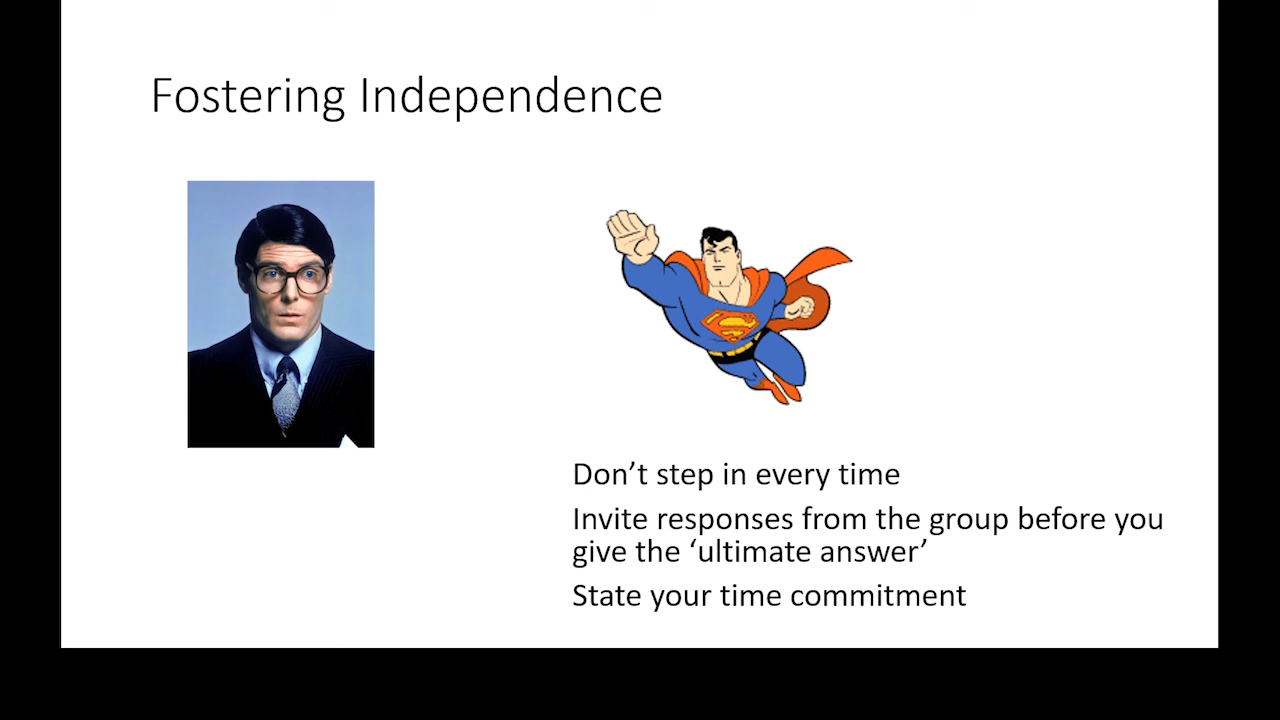 Fostering Independence
Don’t step in every time
Invite responses from the group before you
give the ‘ultimate answer’
State your time commitment